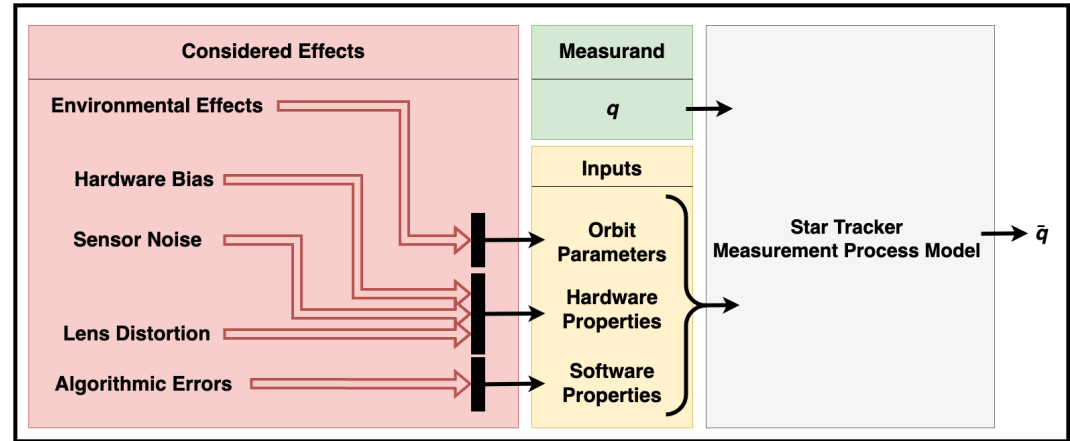 Considered Effects
Environmental Effects
Hardware Bias
Sensor Noise
Lens Distortion
Algorithmic Errors
Measurand
q
Inputs
Orbit
Parameters
Hardware
Properties
Software
Properties
Star Tracker
Measurement Process Model
q̄